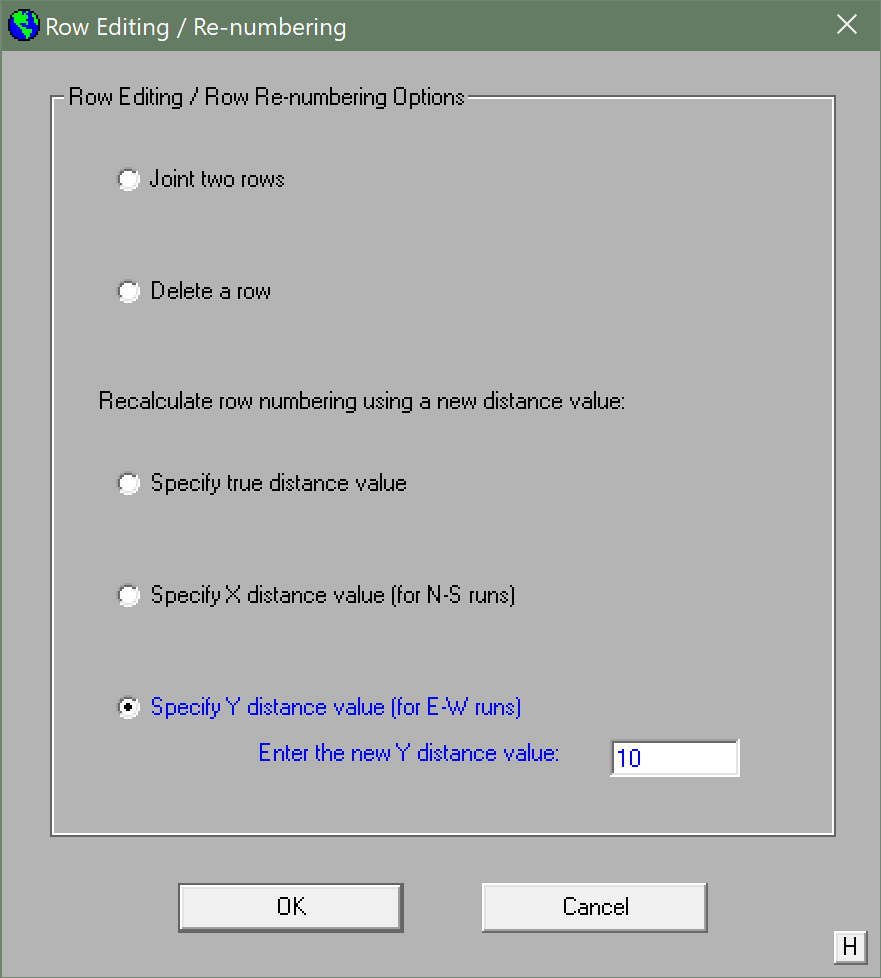 Row Editing / Re-numbering
Row Editing / Row Re-numbering Options
Joint two rows
Delete a row
Recalculate row numbering using a new distance value:
Specify true distance value
Specify X distance value (for N-S runs)
Specify Y distance value (for E-W runs)
Enter the new Y distance value: 10
OK Cancel
H